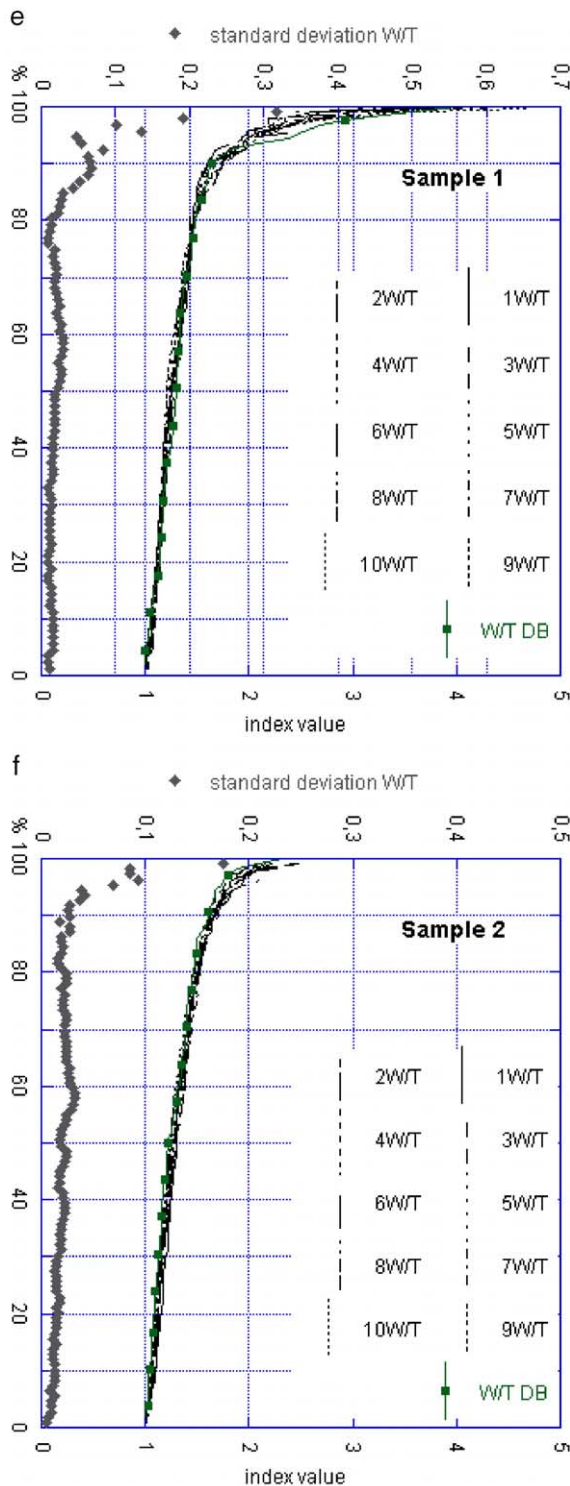 e
standard deviation W/T
0 0,1 0,2 0,3 0,4 0,5 0,6 0,7
% 100
80
60
40
20
0
Sample 1
2W/T 1W/T
4W/T 3W/T
6W/T 5W/T
8W/T 7W/T
10W/T 9W/T
W/T DB
0 1 2 3 4 5
index value
f
standard deviation W/T
0 0,1 0,2 0,3 0,4 0,5
% 100
80
60
40
20
0
Sample 2
2W/T 1W/T
4W/T 3W/T
6W/T 5W/T
8W/T 7W/T
10W/T 9W/T
W/T DB
0 1 2 3 4 5
index value